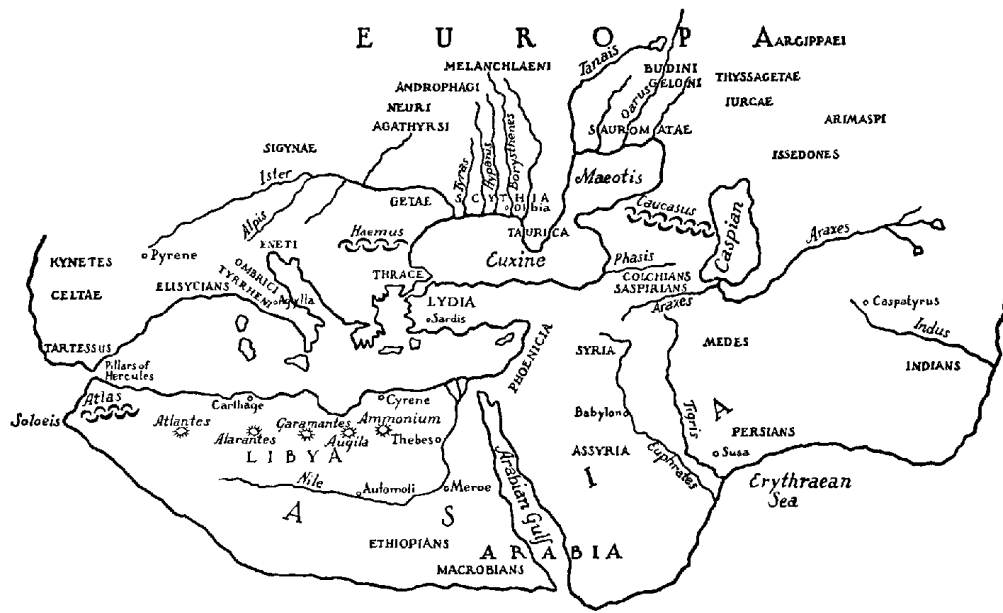 EUROPA
ARGIPPAEI
MELANCHLAENI
Tanais
BUDINI
GELONI
THYSSAGETAE
ANDROPHAGI
Oarus
IURCAE
NEURI
AGATHYRSI
SAUROMATAE
ARIMASPI
SIGYNAE
Tyras
Hypanis
Borysthenes
ISSEDONES
Ister
Maeotis
SCYTHIA
Olbia
GETAE
Caucasus
Alpis
TAURICA
Haemus
Araxes
ENETI
Caspian
Pyrene
KYNETES
Euxine
Phasis
OMBRICI
THRACE
COLCHIANS
TYRRHENI
SASPIRIANS
ELISYCIANS
CELTAE
Agylla
LYDIA
Araxes
Caspatyrus
Sardis
Indus
TARTESSUS
PHOENICIA
SYRIA
MEDES
INDIANS
Pillars of
Hercules
Atlas
Carthage
Cyrene
Soloeis
Atlantes
Garamantes
Ammonium
Babylon
Alarantes
Augila
Thebes
Tigris
PERSIANS
LIBYA
Arabian Gulf
ASSYRIA
Euphrates
Susa
Nile
Automoli
Meroe
Erythraean
Sea
ASIA
ETHIOPIANS
ARABIA
MACROBIANS